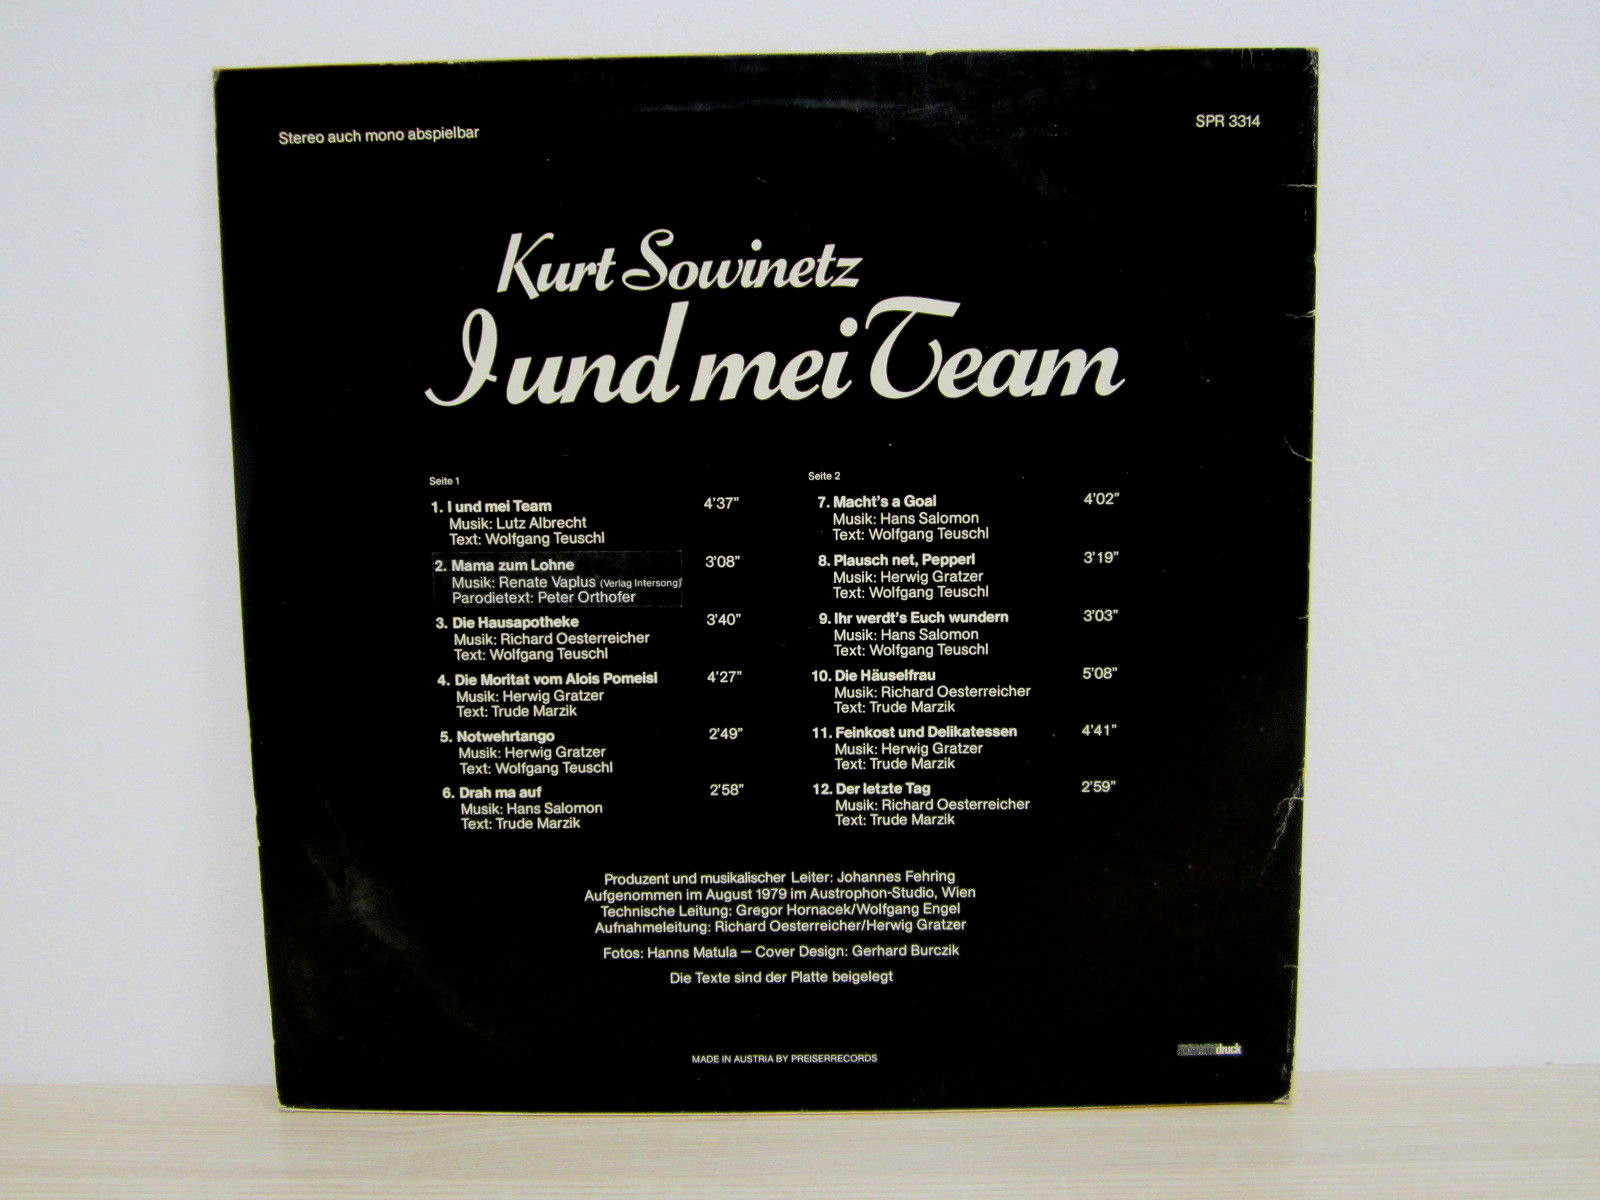 Stereo auch mono abspielbar
SPR 3314
Kurt Sowinetz
I und mei Team
Seite 1
1. I und mei Team 4'37"
Musik: Lutz Albrecht
Text: Wolfgang Teuschl
2. Mama zum Lohne 3'08"
Musik: Renate Vaplus (Verlag Intersong)
Parodietext: Peter Orthofer
3. Die Hausapotheke 3'40"
Musik: Richard Oesterreicher
Text: Wolfgang Teuschl
4. Die Moritat vom Alois Pomeisl 4'27"
Musik: Herwig Gratzer
Text: Trude Marzik
5. Notwehrtango 2'49"
Musik: Herwig Gratzer
Text: Wolfgang Teuschl
6. Drah ma auf 2'58"
Musik: Hans Salomon
Text: Trude Marzik
Seite 2
7. Macht's a Goal 4'02"
Musik: Hans Salomon
Text: Wolfgang Teuschl
8. Plausch net, Pepperl 3'19"
Musik: Herwig Gratzer
Text: Wolfgang Teuschl
9. Ihr werdt's Euch wundern 3'03"
Musik: Hans Salomon
Text: Wolfgang Teuschl
10. Die Häuselfrau 5'08"
Musik: Richard Oesterreicher
Text: Trude Marzik
11. Feinkost und Delikatessen 4'41"
Musik: Herwig Gratzer
Text: Trude Marzik
12. Der letzte Tag 2'59"
Musik: Richard Oesterreicher
Text: Trude Marzik
Produzent und musikalischer Leiter: Johannes Fehring
Aufgenommen im August 1979 im Austrophon-Studio, Wien
Technische Leitung: Gregor Hornacek/Wolfgang Engel
Aufnahmeleitung: Richard Oesterreicher/Herwig Gratzer
Fotos: Hanns Matula — Cover Design: Gerhard Burczik
Die Texte sind der Platte beigelegt
MADE IN AUSTRIA BY PREISERRECORDS
druck